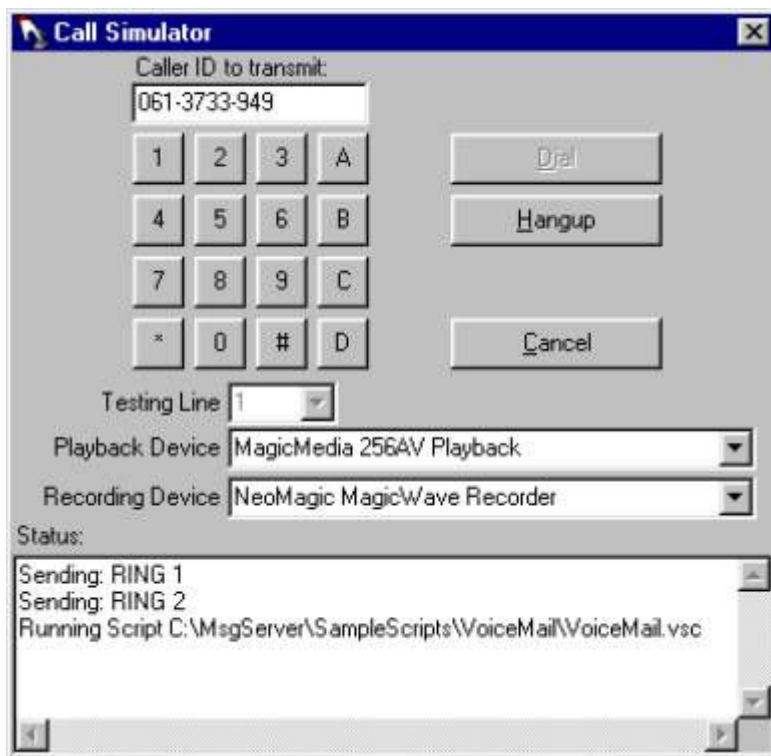 Call Simulator
Caller ID to transmit:
061-3733-949
1 2 3 A Dial
4 5 6 B Hangup
7 8 9 C
* 0 # D Cancel
Testing Line 1
Playback Device MagicMedia 256AV Playback
Recording Device NeoMagic MagicWave Recorder
Status:
Sending: RING 1
Sending: RING 2
Running Script C:\MsgServer\SampleScripts\VoiceMail\VoiceMail.vsc